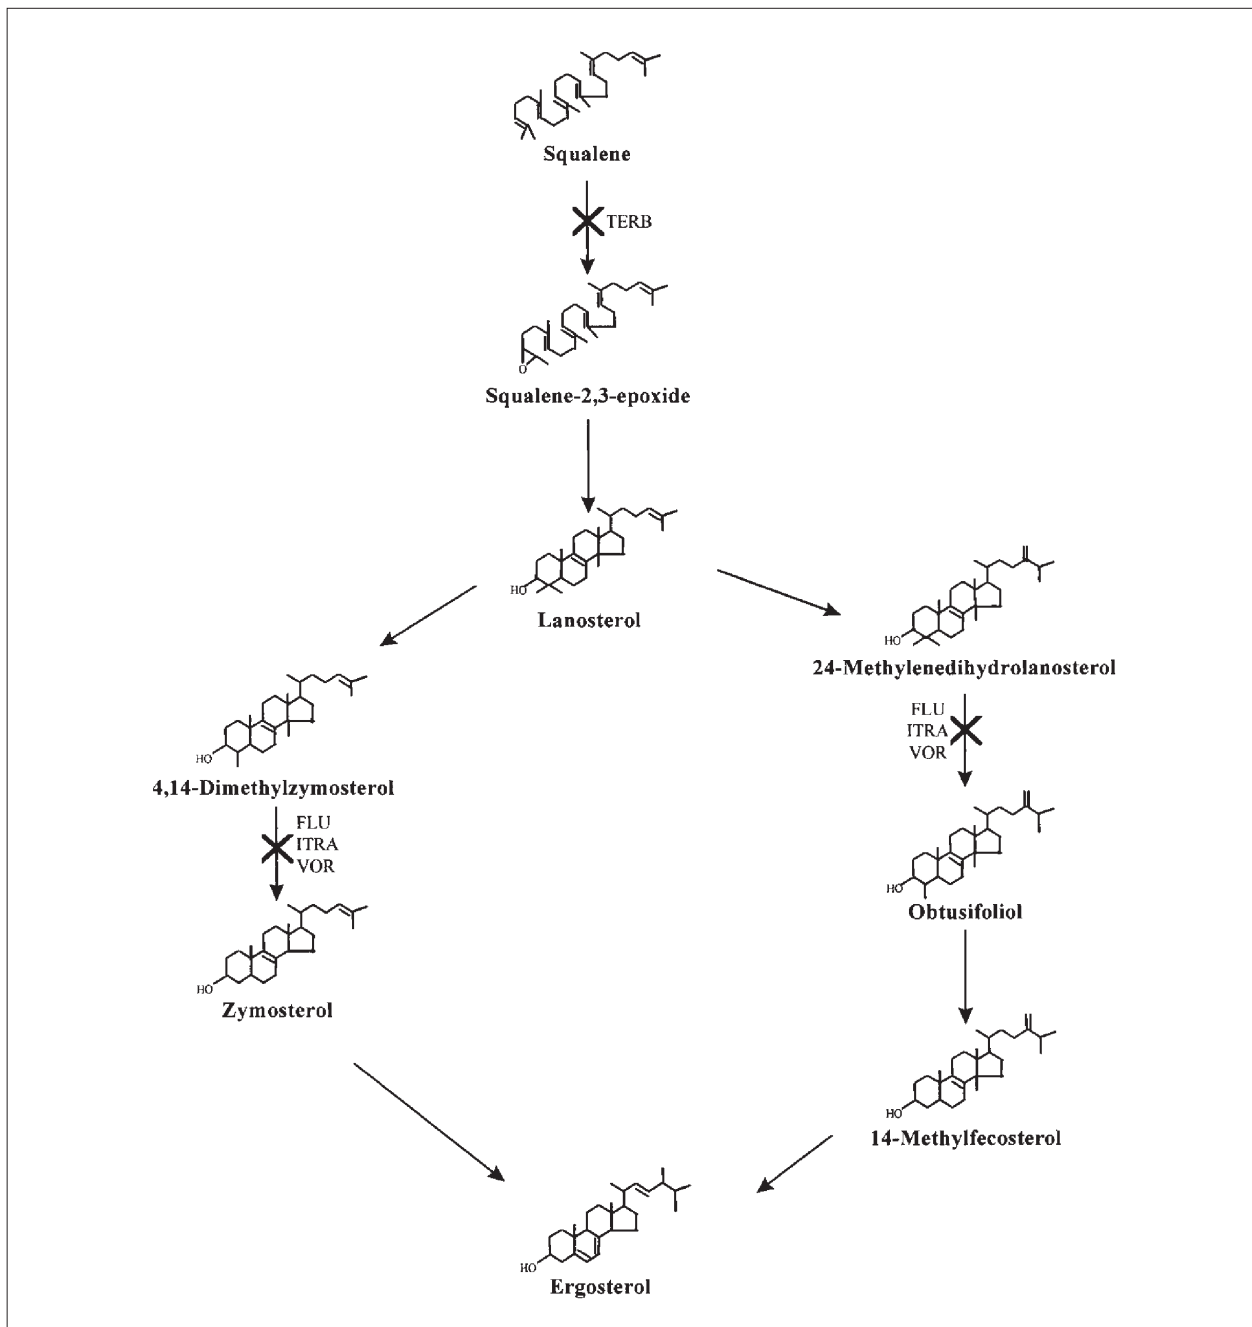 Squalene
TERB
O
Squalene-2,3-epoxide
HO
Lanosterol
HO
24-Methylenedihydrolanosterol
HO
4,14-Dimethylzymosterol
FLU
ITRA
VOR
FLU
ITRA
VOR
HO
Obtusifoliol
HO
Zymosterol
HO
14-Methylfecosterol
HO
Ergosterol